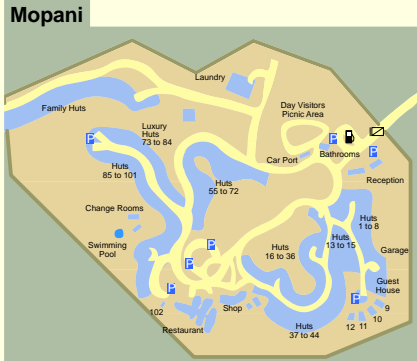 Mopani
Laundry
Family Huts
Day Visitors
Picnic Area
Luxury
Huts
73 to 84
Car Port
Bathrooms
Huts
85 to 101
Huts
55 to 72
Reception
Change Rooms
Huts
1 to 8
Huts
13 to 15
Swimming
Pool
Huts
16 to 36
Garage
Guest
House
102
Shop
9
10
11
12
Restaurant
Huts
37 to 44
P
P
P
P
P
P
P